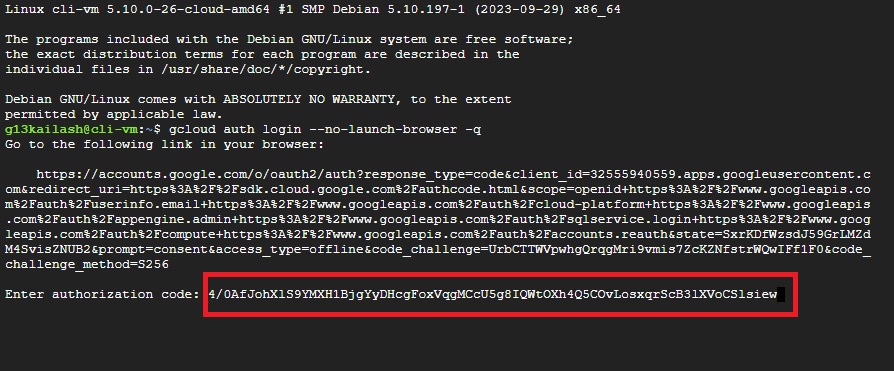 Linux cli-vm 5.10.0-26-cloud-amd64 #1 SMP Debian 5.10.197-1 (2023-09-29) x86_64
The programs included with the Debian GNU/Linux system are free software;
the exact distribution terms for each program are described in the
individual files in /usr/share/doc/*/copyright.
Debian GNU/Linux comes with ABSOLUTELY NO WARRANTY, to the extent
permitted by applicable law.
g13kailash@cli-vm:~$ gcloud auth login --no-launch-browser -q
Go to the following link in your browser:
https://accounts.google.com/o/oauth2/auth?response_type=code&client_id=32555940559.apps.googleusercontent.c
om&redirect_uri=https%3A%2F%2Fsdk.cloud.google.com%2Fauthcode.html&scope=openid+https%3A%2F%2Fwww.googleapis.com
%2Fauth%2Fuserinfo.email+https%3A%2F%2Fwww.googleapis.com%2Fauth%2Fcloud-platform+https%3A%2F%2Fwww.googleapis
.com%2Fauth%2Fappengine.admin+https%3A%2F%2Fwww.googleapis.com%2Fauth%2Fsqlservice.login+https%3A%2F%2Fwww.goog
leapis.com%2Fauth%2Fcompute+https%3A%2F%2Fwww.googleapis.com%2Fauth%2Faccounts.reauth&state=SxrKDfWzsdJ59GrLMZd
M4SvisZNUB2&prompt=consent&access_type=offline&code_challenge=UrbCTTWVpwhgQrqgMri9vmis7ZcKZNfstrWQwIFf1F0&code_
challenge_method=S256
Enter authorization code: 4/0AfJohXlS9YMXH1BjgYyDHcgFoxVqgMCcU5g8IQWtOXh4Q5COvLosxqrScB3lXVoCSlsiew